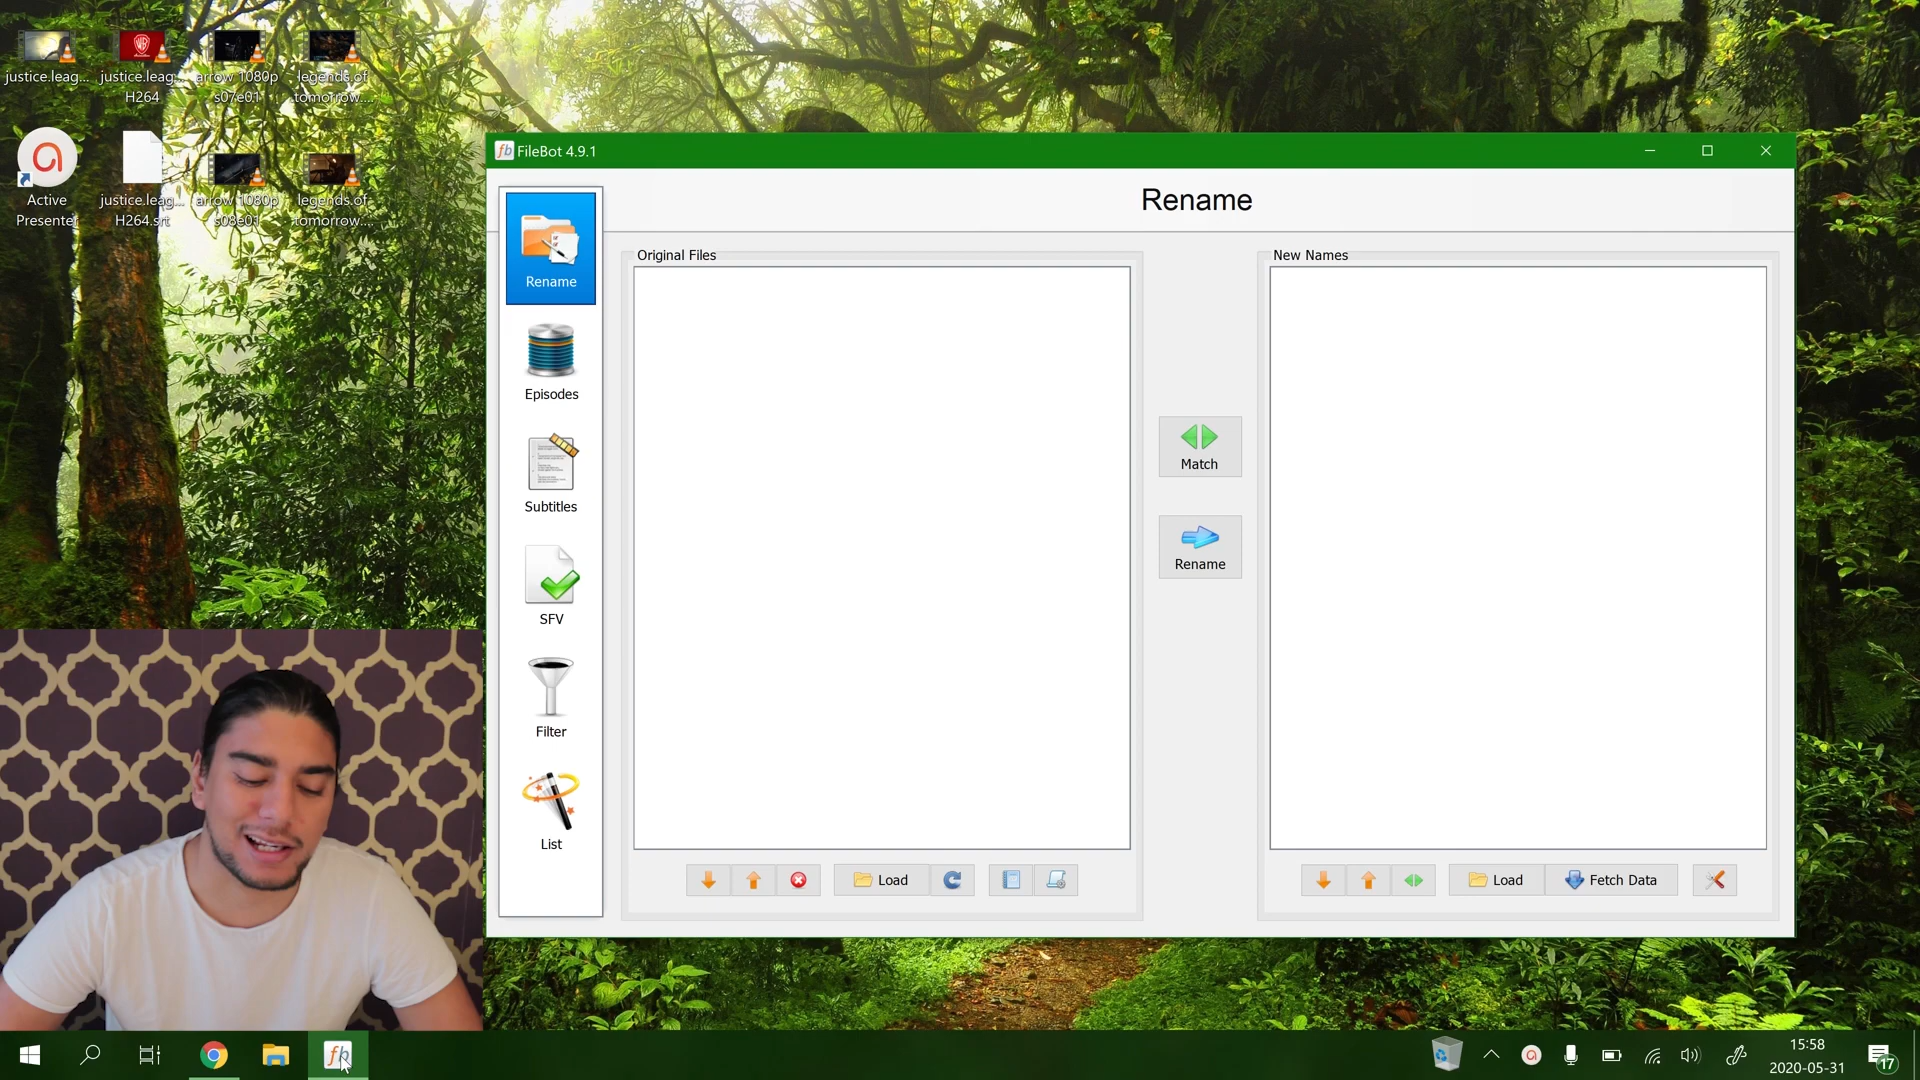 justice.leag...
justice.leag...
H264
arrow 1080p
s07e01
legends.of
tomorrow....
Active
Presenter
justice.leag...
H264.srt
arrow 1080p
s08e01
legends.of
tomorrow....
fb FileBot 4.9.1
Rename
Rename
Episodes
Subtitles
SFV
Filter
List
Original Files
New Names
Match
Rename
Load
Load
Fetch Data
fb
15:58
2020-05-31
17